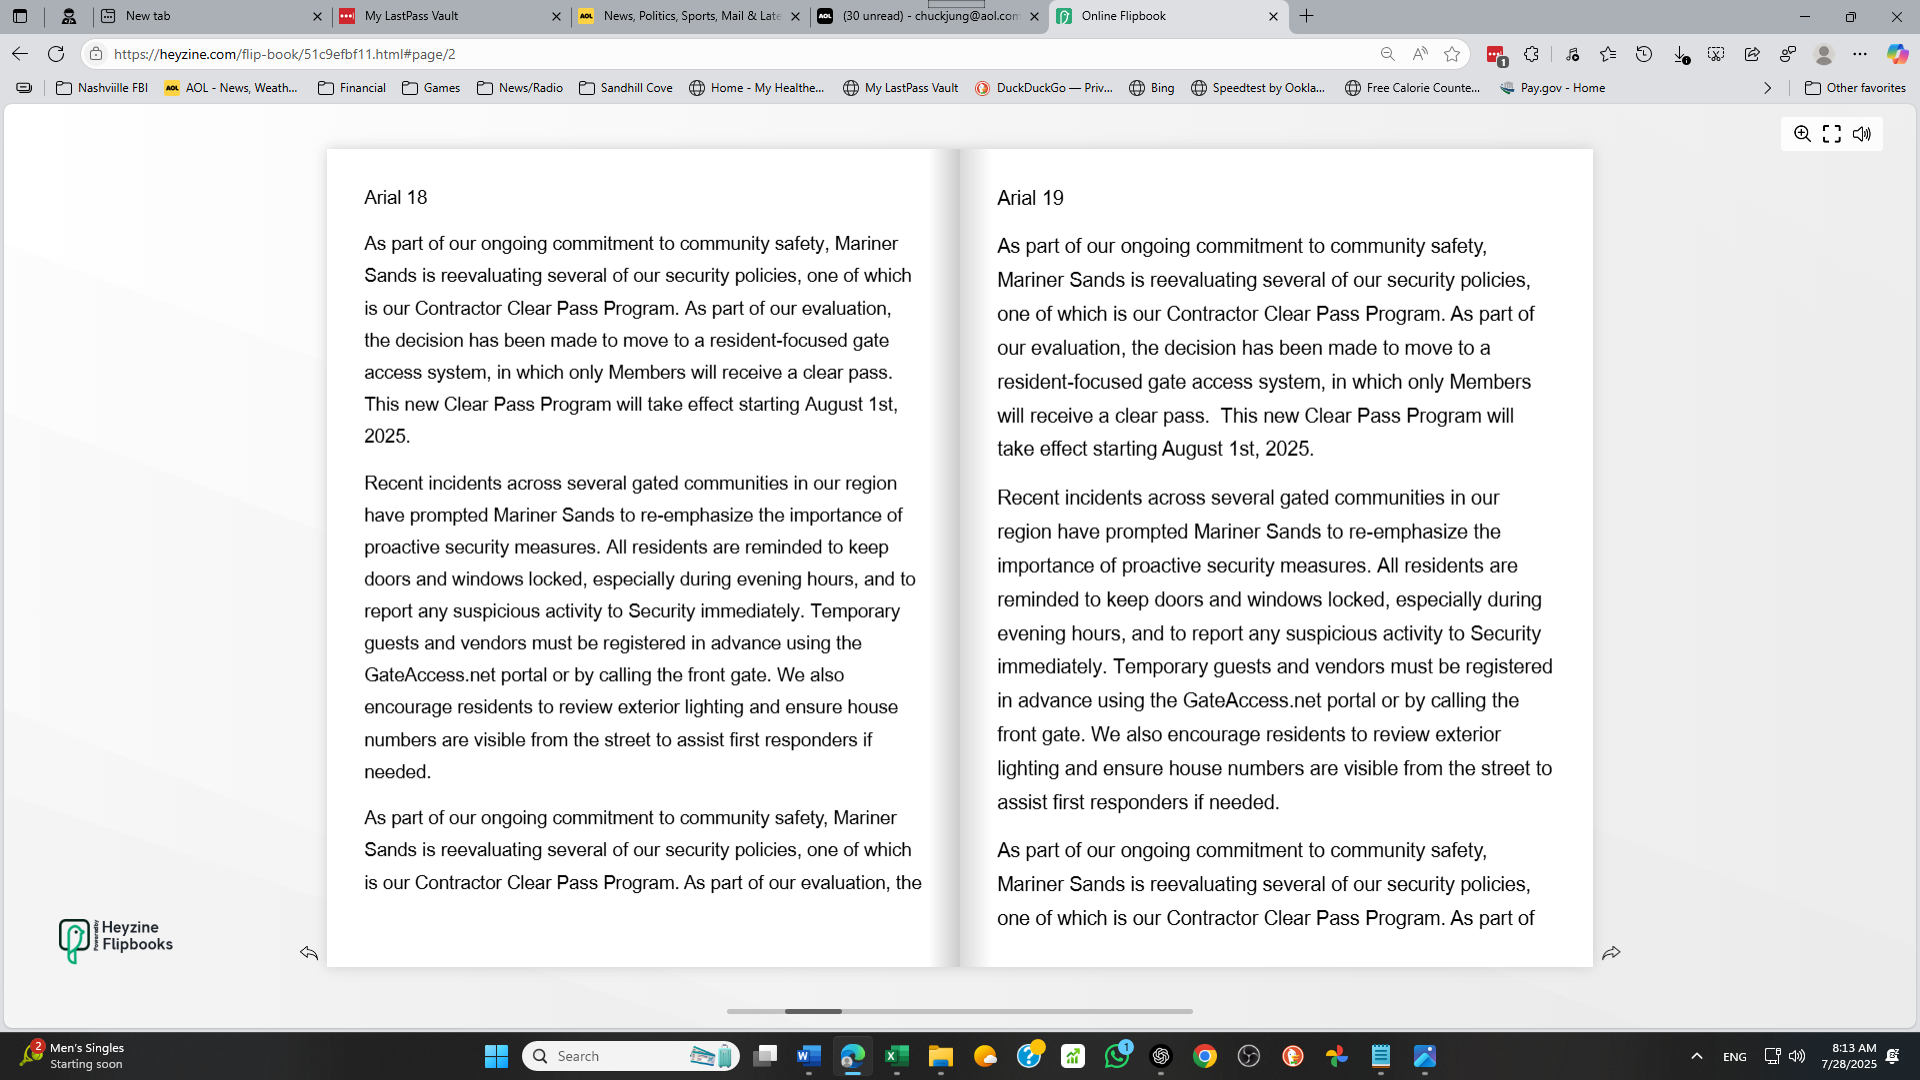 New tab
My LastPass Vault
News, Politics, Sports, Mail & Late
(30 unread) - chuckjung@aol.com
Online Flipbook
https://heyzine.com/flip-book/51c9efbf11.html#page/2
1
Nashviille FBI
AOL - News, Weath...
Financial
Games
News/Radio
Sandhill Cove
Home - My Healthe...
My LastPass Vault
DuckDuckGo — Priv...
Bing
Speedtest by Ookla...
Free Calorie Counte...
Pay.gov - Home
Other favorites
Arial 18
As part of our ongoing commitment to community safety, Mariner
Sands is reevaluating several of our security policies, one of which
is our Contractor Clear Pass Program. As part of our evaluation,
the decision has been made to move to a resident-focused gate
access system, in which only Members will receive a clear pass.
This new Clear Pass Program will take effect starting August 1st,
2025.
Recent incidents across several gated communities in our region
have prompted Mariner Sands to re-emphasize the importance of
proactive security measures. All residents are reminded to keep
doors and windows locked, especially during evening hours, and to
report any suspicious activity to Security immediately. Temporary
guests and vendors must be registered in advance using the
GateAccess.net portal or by calling the front gate. We also
encourage residents to review exterior lighting and ensure house
numbers are visible from the street to assist first responders if
needed.
As part of our ongoing commitment to community safety, Mariner
Sands is reevaluating several of our security policies, one of which
is our Contractor Clear Pass Program. As part of our evaluation, the
Arial 19
As part of our ongoing commitment to community safety,
Mariner Sands is reevaluating several of our security policies,
one of which is our Contractor Clear Pass Program. As part of
our evaluation, the decision has been made to move to a
resident-focused gate access system, in which only Members
will receive a clear pass.  This new Clear Pass Program will
take effect starting August 1st, 2025.
Recent incidents across several gated communities in our
region have prompted Mariner Sands to re-emphasize the
importance of proactive security measures. All residents are
reminded to keep doors and windows locked, especially during
evening hours, and to report any suspicious activity to Security
immediately. Temporary guests and vendors must be registered
in advance using the GateAccess.net portal or by calling the
front gate. We also encourage residents to review exterior
lighting and ensure house numbers are visible from the street to
assist first responders if needed.
As part of our ongoing commitment to community safety,
Mariner Sands is reevaluating several of our security policies,
one of which is our Contractor Clear Pass Program. As part of
Powered by
Heyzine
Flipbooks
2
Men's Singles
Starting soon
Search
1
ENG
8:13 AM
7/28/2025